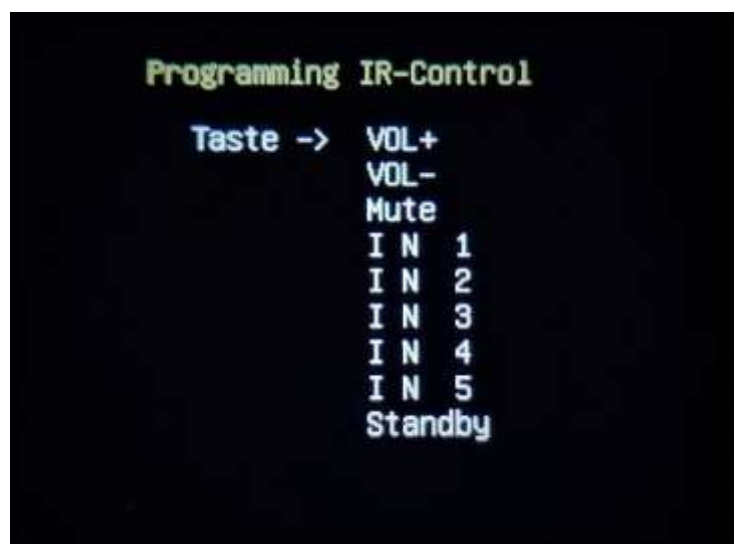 Programming IR-Control
Taste -> VOL+
VOL-
Mute
I N 1
I N 2
I N 3
I N 4
I N 5
Standby